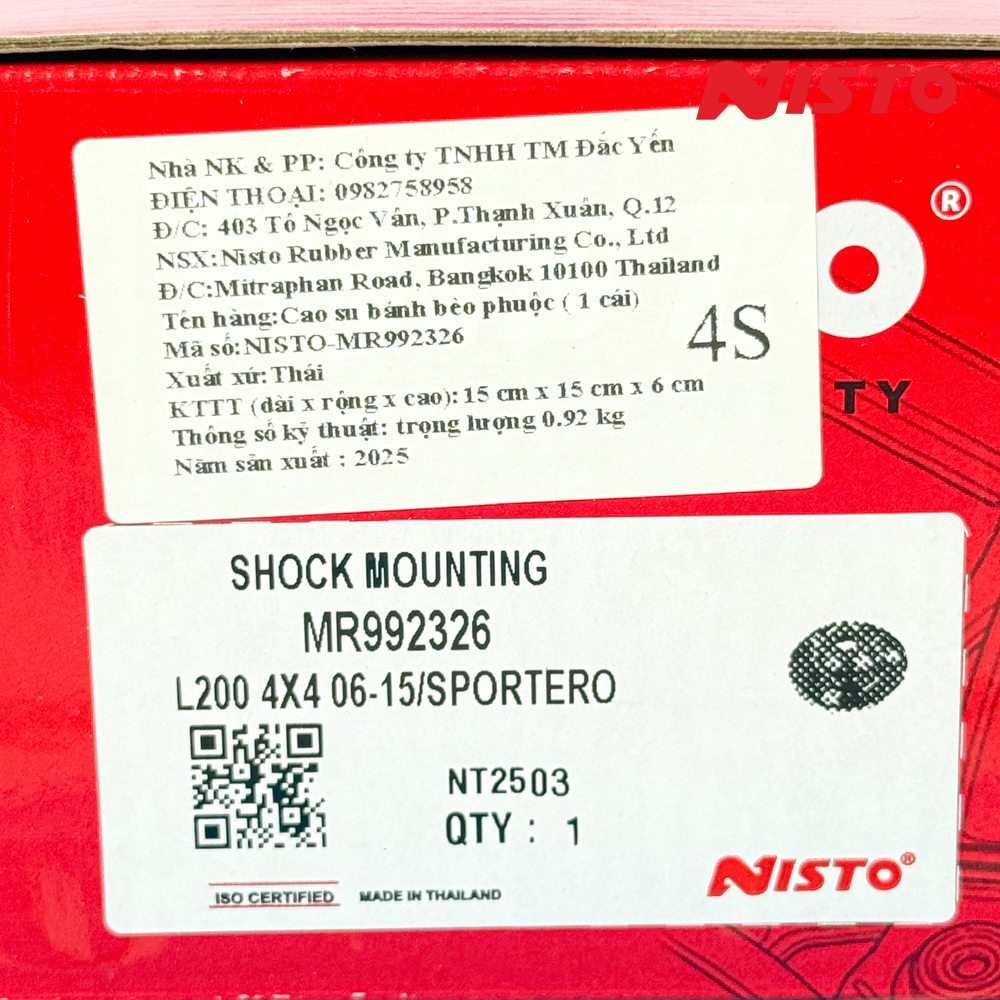 NISTO
®
TY
Nhà NK & PP: Công ty TNHH TM Đắc Yến
ĐIỆN THOẠI: 0982758958
Đ/C: 403 Tô Ngọc Vân, P.Thạnh Xuân, Q.12
NSX:Nisto Rubber Manufacturing Co., Ltd
Đ/C:Mitraphan Road, Bangkok 10100 Thailand
Tên hàng:Cao su bánh bèo phuộc ( 1 cái)
Mã số:NISTO-MR992326
4S
Xuất xứ: Thái
KTTT (dài x rộng x cao): 15 cm x 15 cm x 6 cm
Thông số kỹ thuật: trọng lượng 0.92 kg
Năm sản xuất : 2025
SHOCK MOUNTING
MR992326
L200 4X4 06-15/SPORTERO
NT2503
QTY : 1
ISO CERTIFIED MADE IN THAILAND
NISTO®